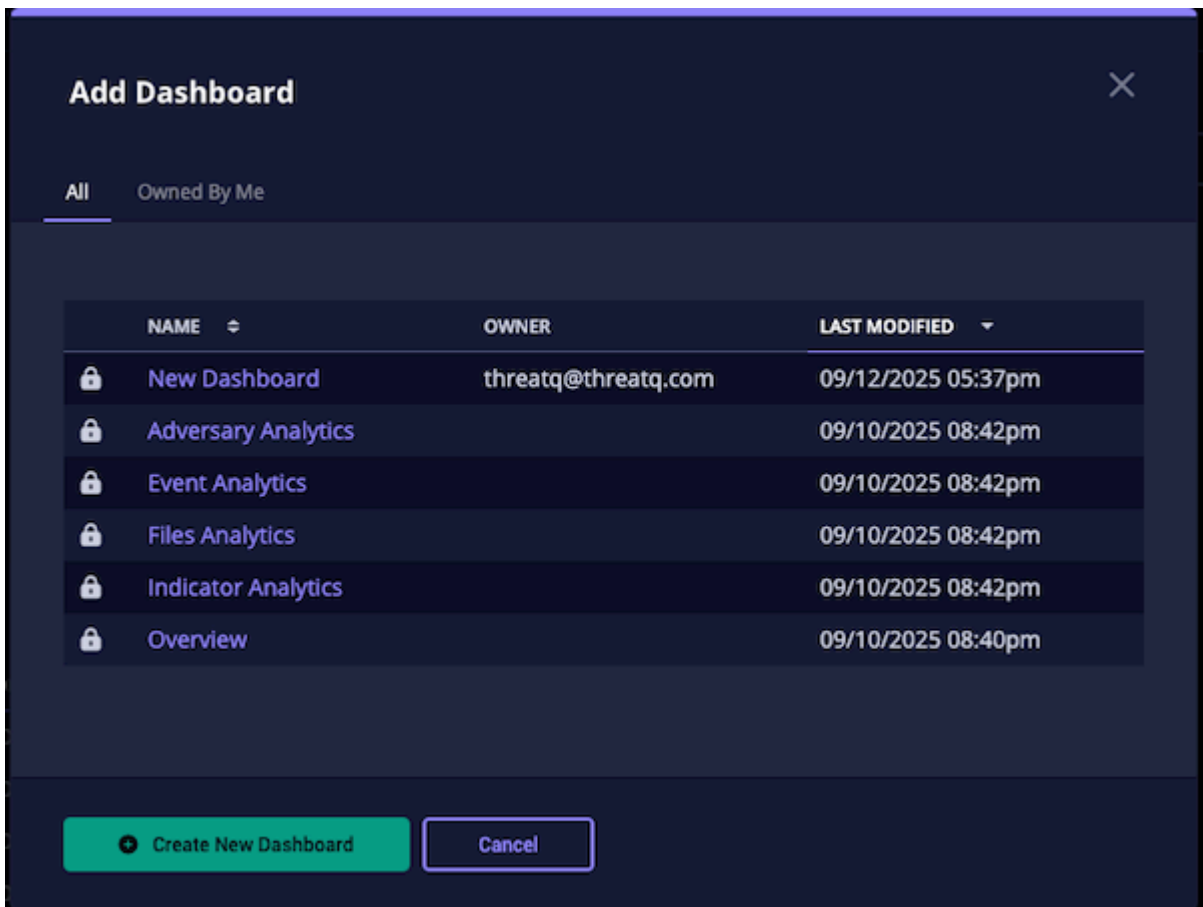 Add Dashboard
All Owned By Me
NAME OWNER LAST MODIFIED
New Dashboard threatq@threatq.com 09/12/2025 05:37pm
Adversary Analytics 09/10/2025 08:42pm
Event Analytics 09/10/2025 08:42pm
Files Analytics 09/10/2025 08:42pm
Indicator Analytics 09/10/2025 08:42pm
Overview 09/10/2025 08:40pm
Create New Dashboard Cancel